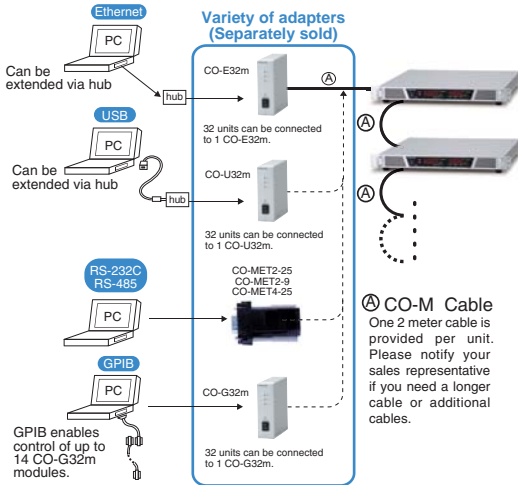 Ethernet
PC
Can be
extended via hub
hub
USB
PC
Can be
extended via hub
hub
RS-232C
RS-485
PC
GPIB
PC
GPIB enables
control of up to
14 CO-G32m
modules.
Variety of adapters
(Separately sold)
CO-E32m
32 units can be connected
to 1 CO-E32m.
CO-U32m
32 units can be connected
to 1 CO-U32m.
CO-MET2-25
CO-MET2-9
CO-MET4-25
CO-G32m
32 units can be connected
to 1 CO-G32m.
A
A
A
A CO-M Cable
One 2 meter cable is
provided per unit.
Please notify your
sales representative
if you need a longer
cable or additional
cables.